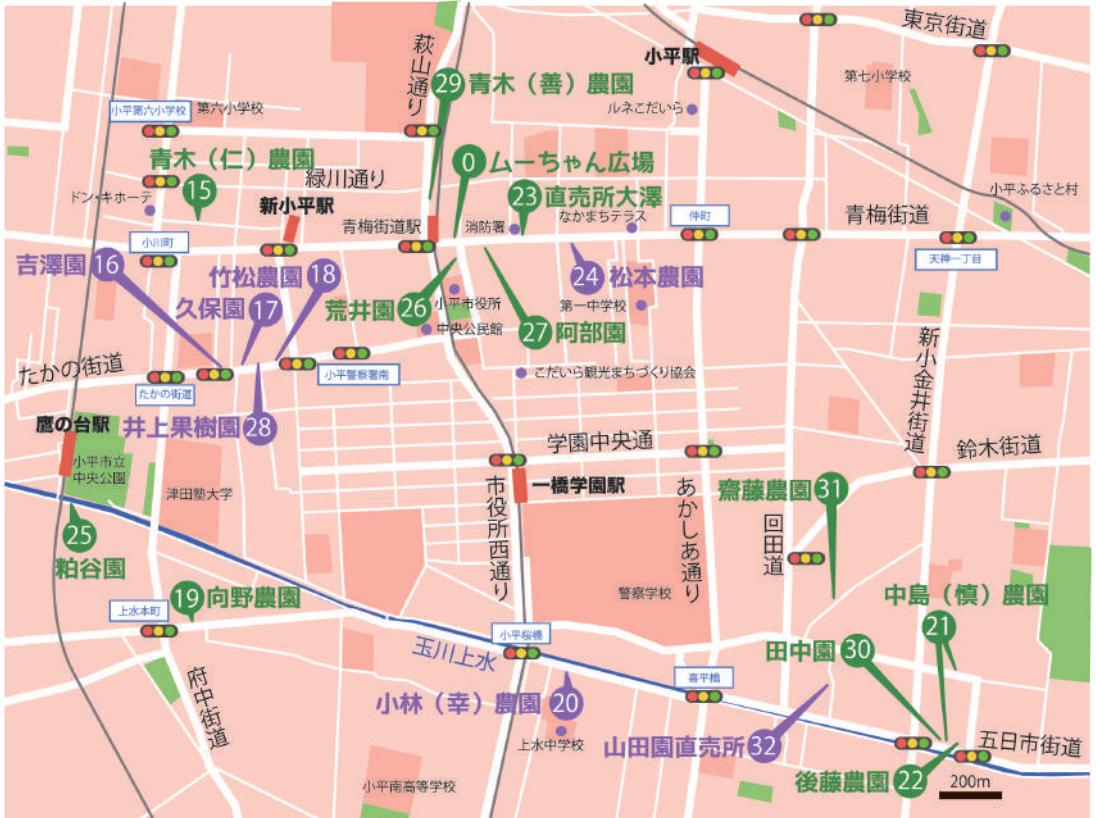 東京街道
萩山通り
小平駅
第七小学校
29 青木（善）農園
小平第六小学校
第六小学校
ルネこだいら
青木（仁）農園
15
0 ムーちゃん広場
緑川通り
23 直売所大澤
ドン・キホーテ
新小平駅
小平ふるさと村
青梅街道駅
消防署
なかまちテラス
仲町
青梅街道
小川町
天神一丁目
吉澤園 16
竹松農園 18
24 松本農園
久保園 17
荒井園 26
小平市役所
第一中学校
中央公民館
27 阿部園
新小金井街道
たかの街道
小平警察署南
こだいら観光まちづくり協会
たかの街道
鷹の台駅
井上果樹園 28
学園中央通
鈴木街道
小平市立
中央公園
津田塾大学
一橋学園駅
市役所西通り
あかしあ通り
齋藤農園 31
回田道
25
粕谷園
警察学校
中島（慎）農園
21
19 向野農園
上水本町
小平桜橋
玉川上水
田中園 30
府中街道
喜平橋
小林（幸）農園 20
上水中学校
山田園直売所 32
五日市街道
小平南高等学校
後藤農園 22
200m